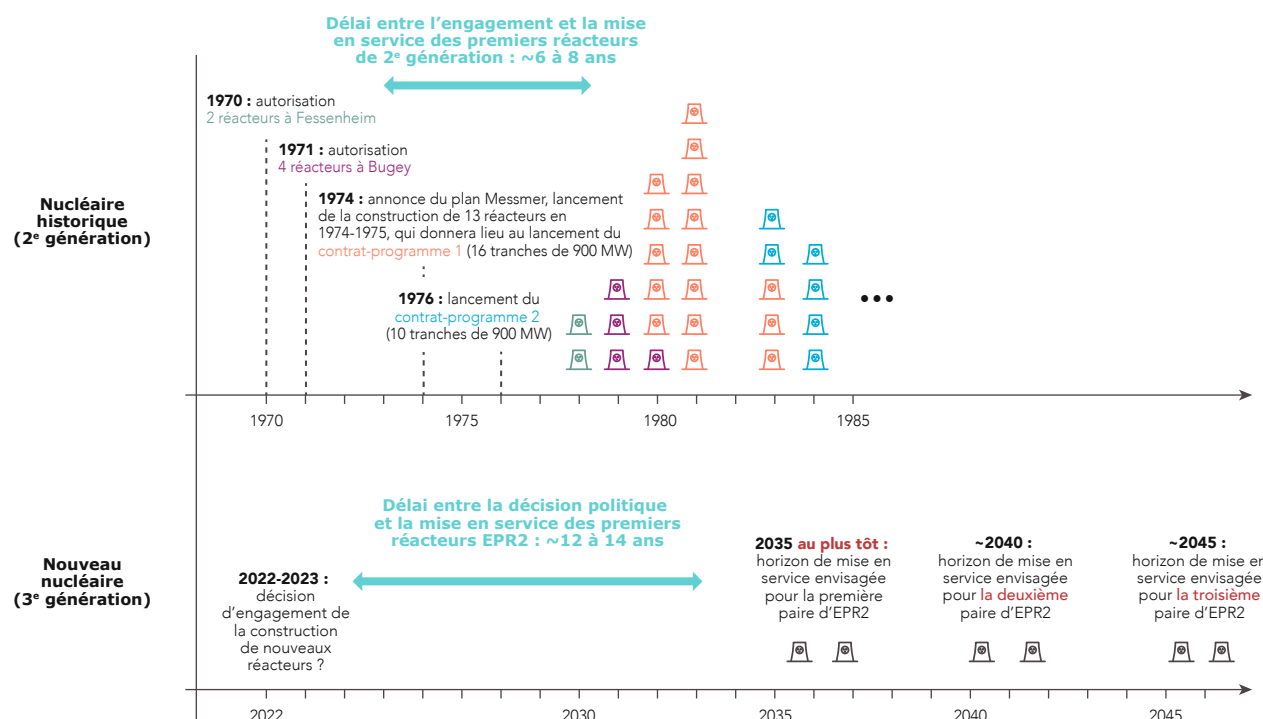 Délai entre l’engagement et la mise
en service des premiers réacteurs
de 2e génération : ~6 à 8 ans
1970 : autorisation
2 réacteurs à Fessenheim
1971 : autorisation
4 réacteurs à Bugey
Nucléaire
historique
(2e génération)
1974 : annonce du plan Messmer, lancement
de la construction de 13 réacteurs en
1974-1975, qui donnera lieu au lancement du
contrat-programme 1 (16 tranches de 900 MW)
1976 : lancement du
contrat-programme 2
(10 tranches de 900 MW)
...
1970
1975
1980
1985
Délai entre la décision politique
et la mise en service des premiers
réacteurs EPR2 : ~12 à 14 ans
Nouveau
nucléaire
(3e génération)
2022-2023 :
décision
d’engagement de
la construction
de nouveaux
réacteurs ?
2035 au plus tôt :
horizon de mise en
service envisagée
pour la première
paire d’EPR2
~2040 :
horizon de mise en
service envisagée
pour la deuxième
paire d’EPR2
~2045 :
horizon de mise en
service envisagée
pour la troisième
paire d’EPR2
2022
2030
2035
2040
2045